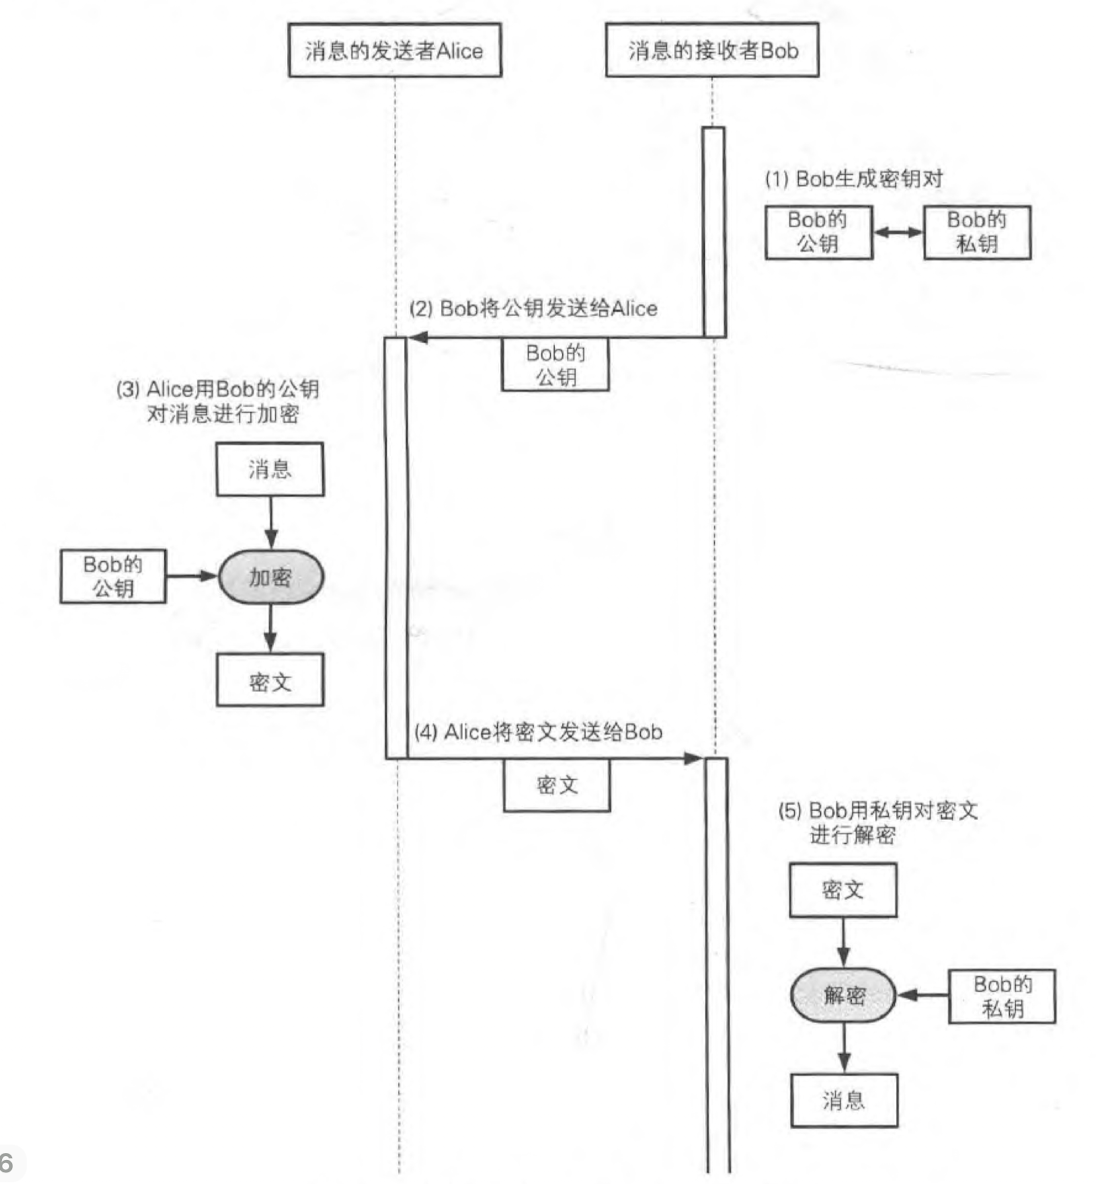 消息的发送者Alice
消息的接收者Bob
(1) Bob生成密钥对
Bob的
公钥
Bob的
私钥
(2) Bob将公钥发送给Alice
Bob的
公钥
(3) Alice用Bob的公钥
对消息进行加密
消息
Bob的
公钥
加密
密文
(4) Alice将密文发送给Bob
密文
(5) Bob用私钥对密文
进行解密
密文
解密
Bob的
私钥
消息
6